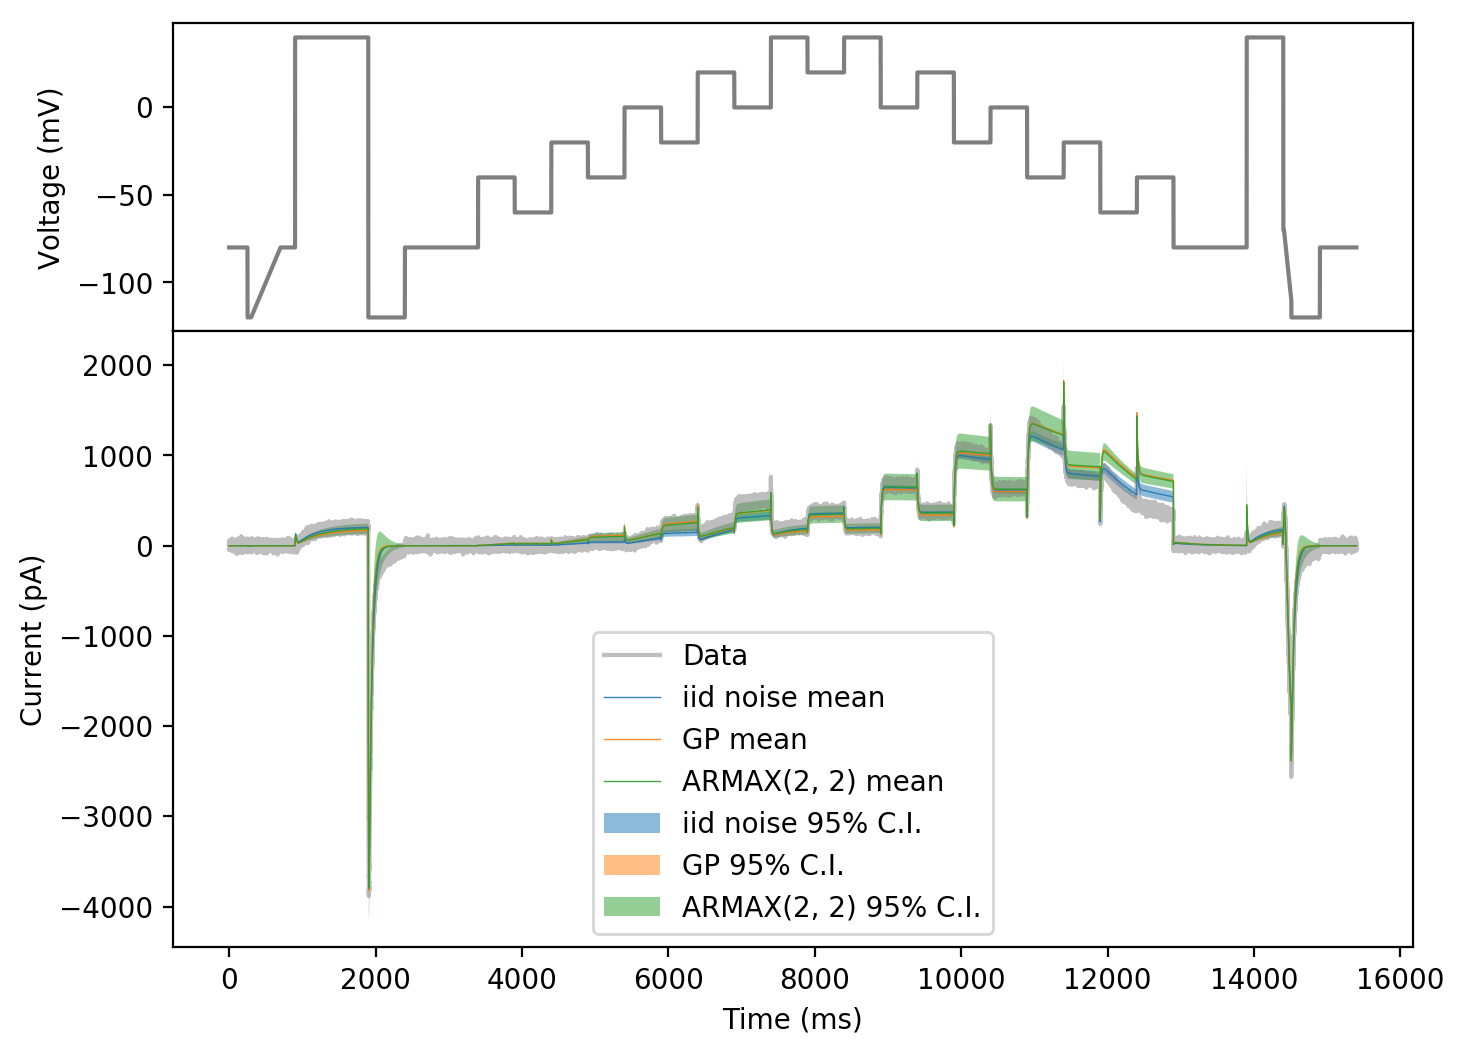 Voltage (mV)
0
−50
−100
Current (pA)
2000
1000
0
−1000
−2000
−3000
−4000
Data
iid noise mean
GP mean
ARMAX(2, 2) mean
iid noise 95% C.I.
GP 95% C.I.
ARMAX(2, 2) 95% C.I.
0 2000 4000 6000 8000 10000 12000 14000 16000
Time (ms)